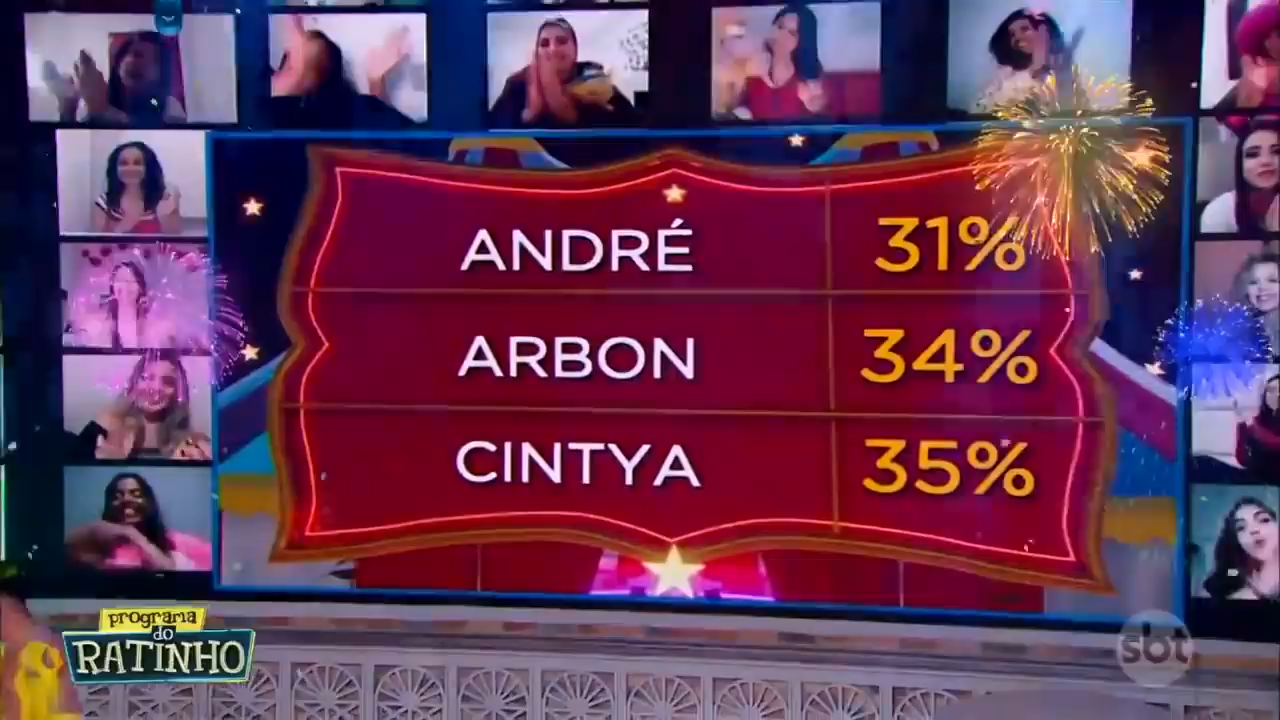 ANDRÉ 31%
ARBON 34%
CINTYA 35%
programa
do
RATINHO
sbt